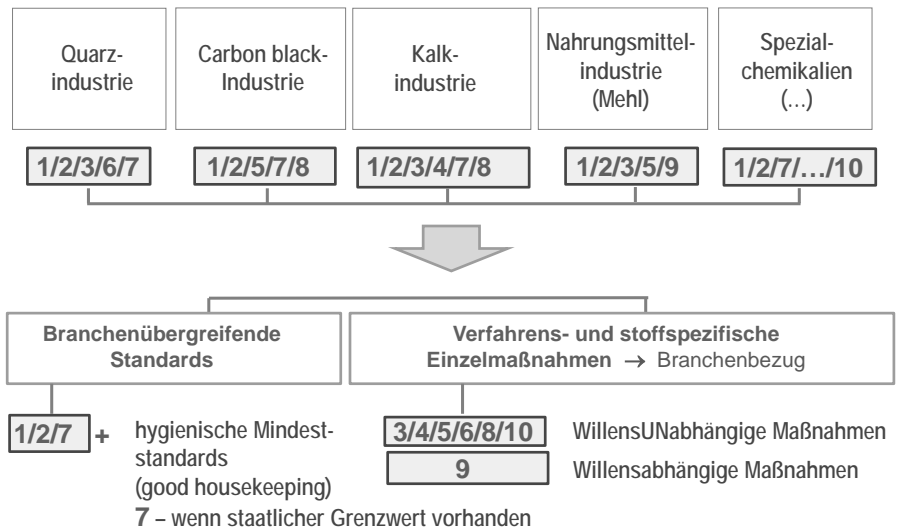 Quarz-
industrie
Carbon black-
Industrie
Kalk-
industrie
Nahrungsmittel-
industrie
(Mehl)
Spezial-
chemikalien
(…)
1/2/3/6/7
1/2/5/7/8
1/2/3/4/7/8
1/2/3/5/9
1/2/7/…/10
Branchenübergreifende
Standards
Verfahrens- und stoffspezifische
Einzelmaßnahmen → Branchenbezug
1/2/7 +
hygienische Mindest-
standards
(good housekeeping)
7 – wenn staatlicher Grenzwert vorhanden
3/4/5/6/8/10 WillensUNabhängige Maßnahmen
9 Willensabhängige Maßnahmen